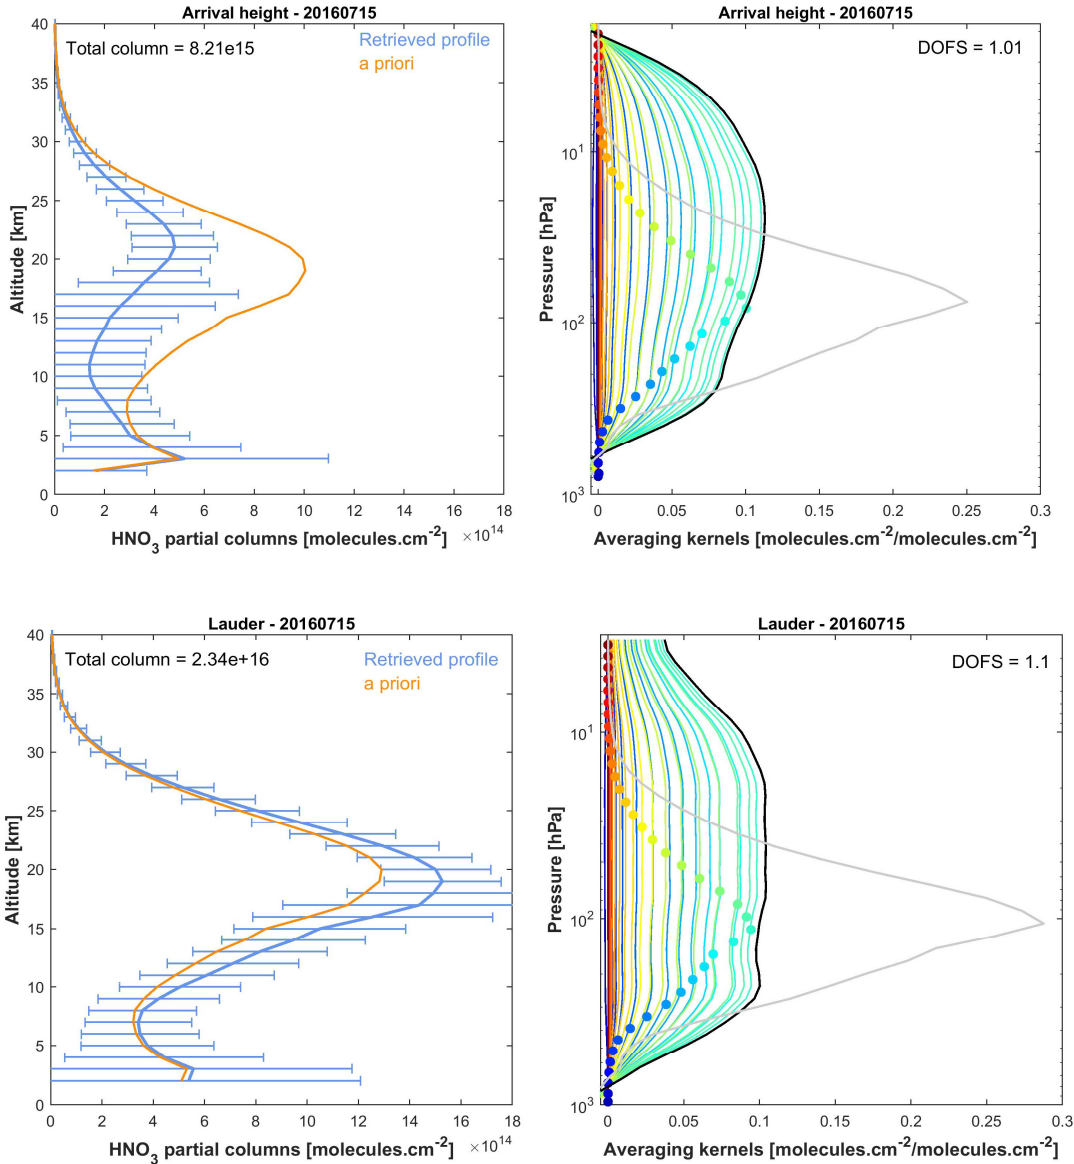 Arrival height - 20160715
Total column = 8.21e15
Retrieved profile
a priori
Altitude [km]
40
35
30
25
20
15
10
5
0
0 2 4 6 8 10 12 14 16 18
HNO3 partial columns [molecules.cm-2] ×10^14
Arrival height - 20160715
DOFS = 1.01
Pressure [hPa]
10^1
10^2
10^3
0 0.05 0.1 0.15 0.2 0.25 0.3
Averaging kernels [molecules.cm-2/molecules.cm-2]
Lauder - 20160715
Total column = 2.34e+16
Retrieved profile
a priori
Altitude [km]
40
35
30
25
20
15
10
5
0
0 2 4 6 8 10 12 14 16 18
HNO3 partial columns [molecules.cm-2] ×10^14
Lauder - 20160715
DOFS = 1.1
Pressure [hPa]
10^1
10^2
10^3
0 0.05 0.1 0.15 0.2 0.25 0.3
Averaging kernels [molecules.cm-2/molecules.cm-2]